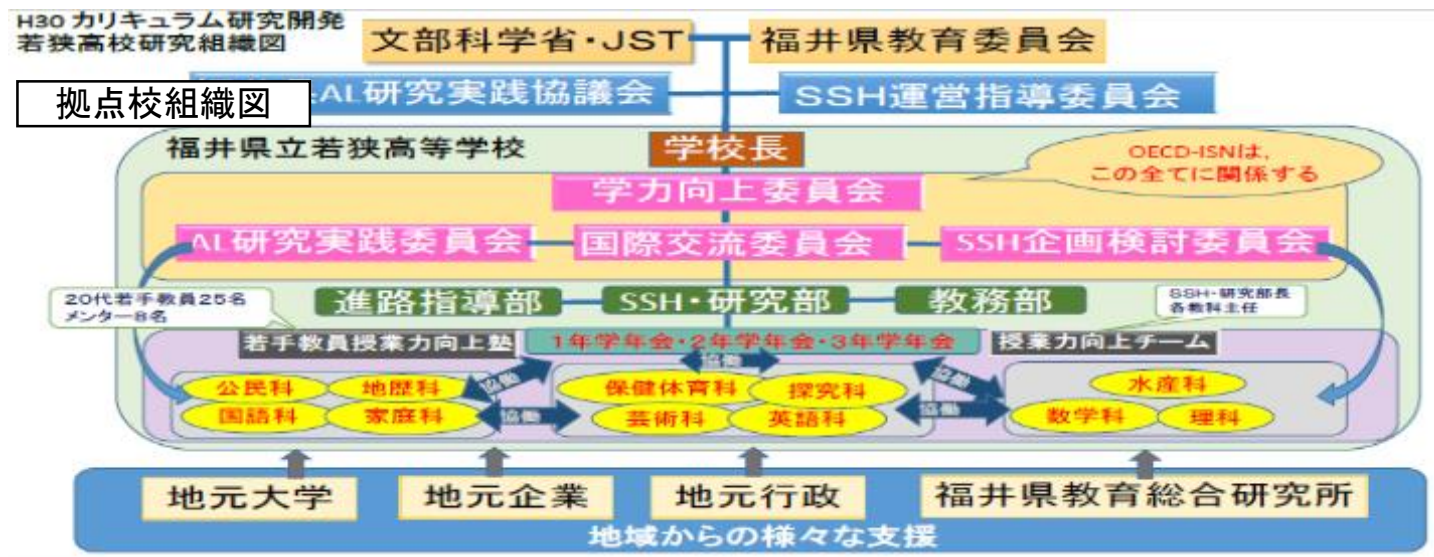 H30 カリキュラム研究開発
若狭高校研究組織図
文部科学省・JST
福井県教育委員会
拠点校組織図
AL研究実践協議会
SSH運営指導委員会
福井県立若狭高等学校
学校長
OECD-ISNは、
この全てに関係する
学力向上委員会
AL研究実践委員会
国際交流委員会
SSH企画検討委員会
20代若手教員25名
メンター8名
進路指導部
SSH・研究部
教務部
SSH・研究部長
各教科主任
若手教員授業力向上塾
1年学年会・2年学年会・3年学年会
授業力向上チーム
協働
公民科
地歴科
協働
保健体育科
探究科
協働
水産科
国語科
家庭科
協働
芸術科
英語科
協働
数学科
理科
地元大学
地元企業
地元行政
福井県教育総合研究所
地域からの様々な支援